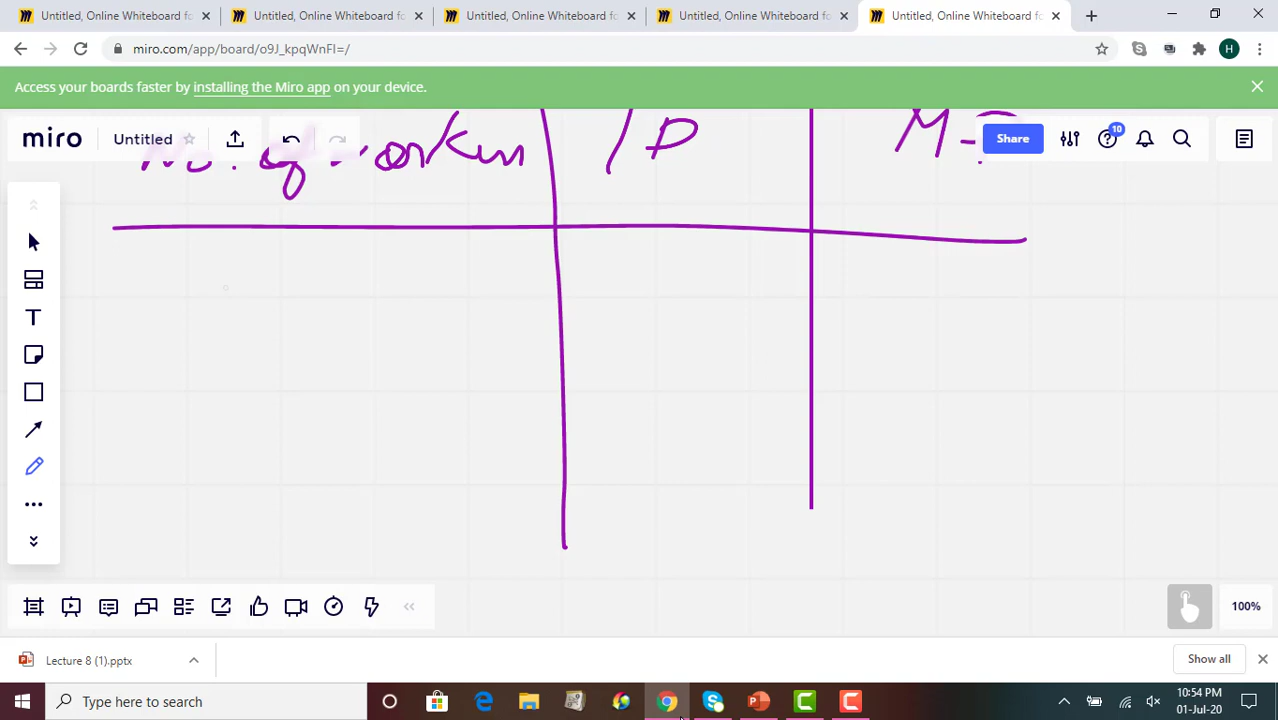 Untitled, Online Whiteboard fo
Untitled, Online Whiteboard fo
Untitled, Online Whiteboard fo
Untitled, Online Whiteboard fo
Untitled, Online Whiteboard fo
miro.com/app/board/o9J_kpqWnFI=/
H
Access your boards faster by installing the Miro app on your device.
miro
Untitled
Share
10
No. of workers
T
100%
Lecture 8 (1).pptx
Show all
Type here to search
10:54 PM
01-Jul-20